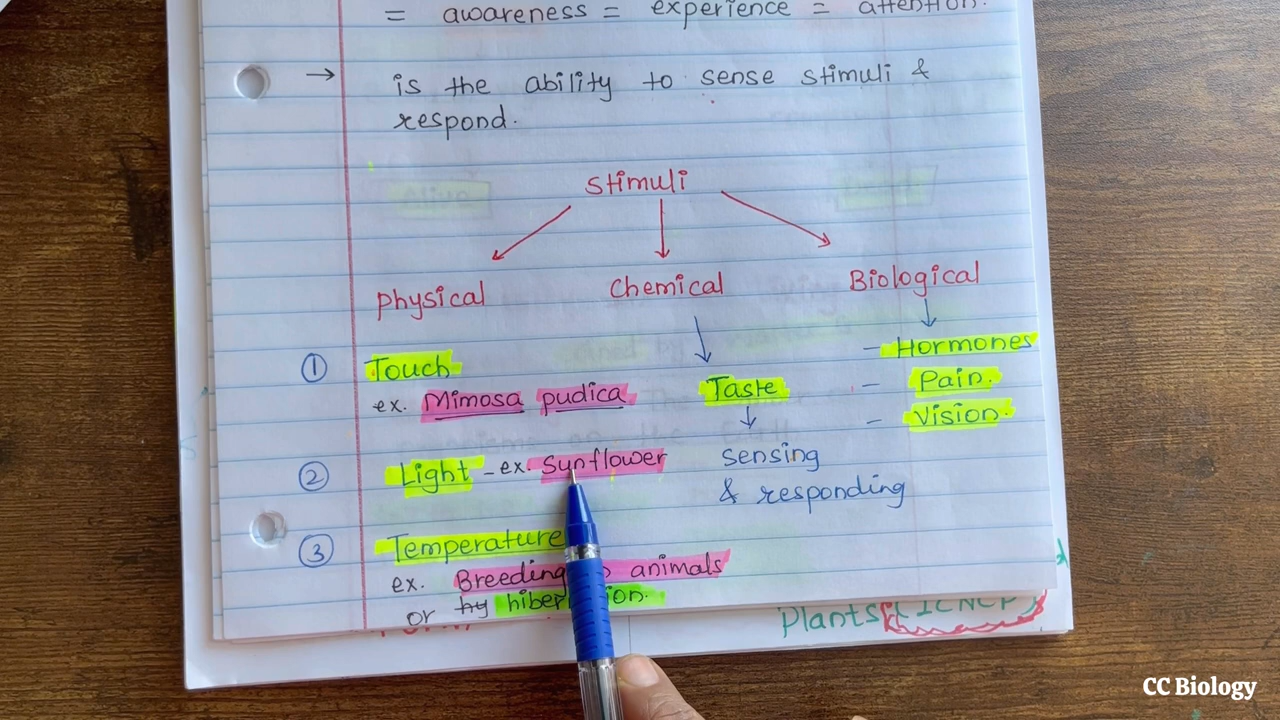 = awareness = experience = attention.
→ is the ability to sense stimuli &
respond.
Stimuli
Physical Chemical Biological
① Touch
ex. Mimosa pudica
② Light - ex. Sunflower
③ Temperature
ex. Breeding animals
or hy
Taste
sensing
& responding
- Hormones
- Pain.
- Vision.
Plants
CC Biology